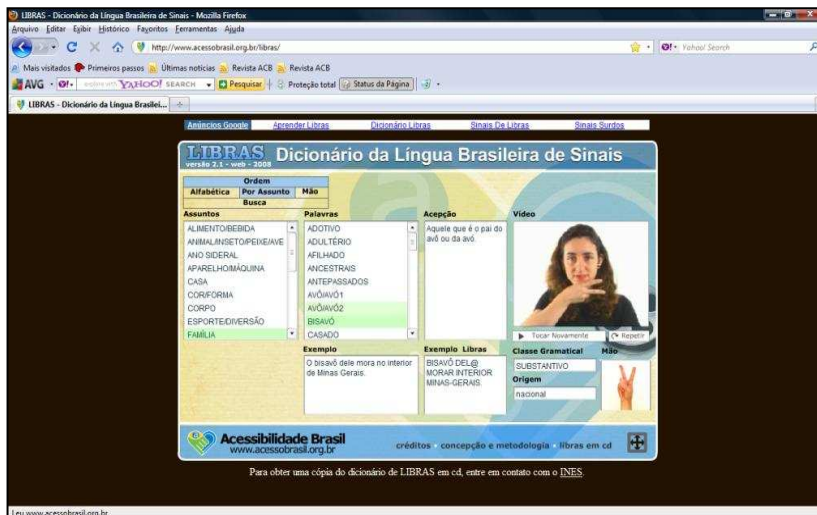 LIBRAS - Dicionário da Língua Brasileira de Sinais - Mozilla Firefox
Arquivo Editar Exibir Histórico Favoritos Ferramentas Ajuda
http://www.acessobrasil.org.br/libras/
Yahoo! Search
Mais visitados Primeiros passos Últimas notícias Revista ACB Revista ACB
AVG YAHOO! SEARCH Pesquisar Proteção total Status da Página
LIBRAS - Dicionário da Língua Brasilei...
Anúncios Google Aprender Libras Dicionário Libras Sinais De Libras Sinais Surdos
LIBRAS Dicionário da Língua Brasileira de Sinais
versão 2.1 - web - 2008
Ordem
Alfabética Por Assunto Mão
Busca
Assuntos Palavras Acepção Vídeo
ALIMENTO/BEBIDA
ANIMAL/INSETO/PEIXE/AVE
ANO SIDERAL
APARELHO/MÁQUINA
CASA
COR/FORMA
CORPO
ESPORTE/DIVERSÃO
FAMÍLIA
ADOTIVO
ADULTÉRIO
AFILHADO
ANCESTRAIS
ANTEPASSADOS
AVÔ/AVÓ1
AVÔ/AVÓ2
BISAVÓ
CASADO
Aquele que é o pai do
avô ou da avó.
Tocar Novamente Repetir
Exemplo Exemplo Libras Classe Gramatical Mão
O bisavô dele mora no interior
de Minas Gerais.
BISAVÔ DEL@
MORAR INTERIOR
MINAS-GERAIS.
SUBSTANTIVO
Origem
nacional
Acessibilidade Brasil
www.acessobrasil.org.br
créditos concepção e metodologia libras em cd
Para obter uma cópia do dicionário de LIBRAS em cd, entre em contato com o INES.
Leu www.acessobrasil.org.br